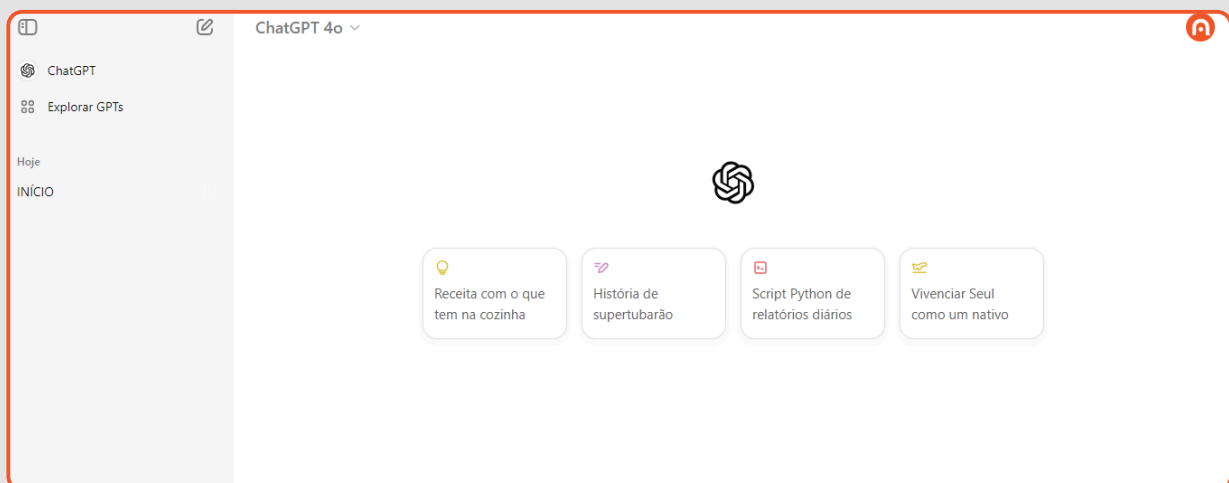 ChatGPT 4o
ChatGPT
Explorar GPTs
Hoje
INÍCIO
Receita com o que
tem na cozinha
História de
supertubarão
Script Python de
relatórios diários
Vivenciar Seul
como um nativo